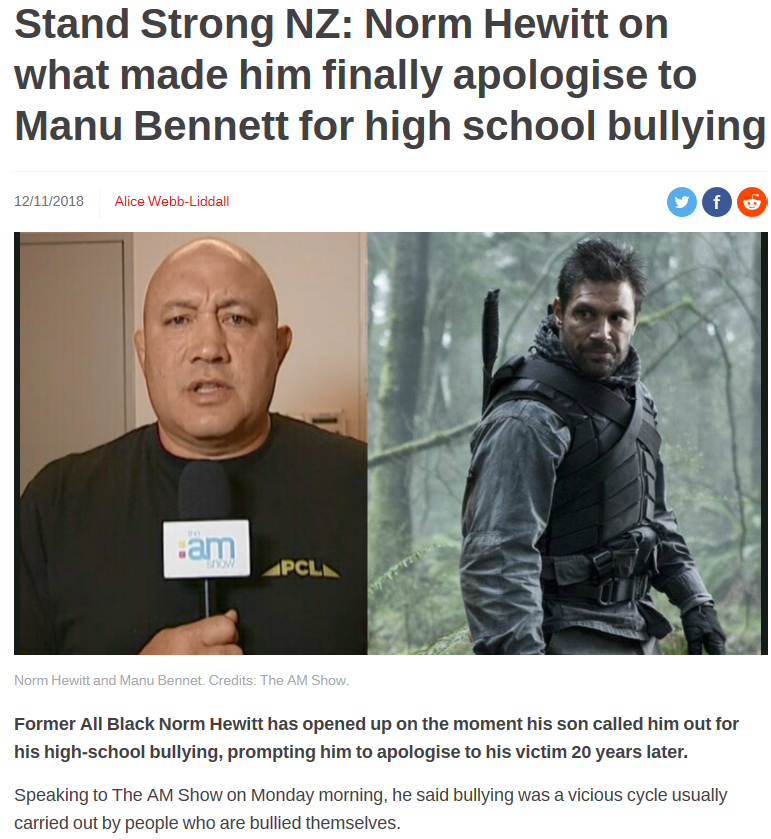 Stand Strong NZ: Norm Hewitt on
what made him finally apologise to
Manu Bennett for high school bullying
12/11/2018 Alice Webb-Liddall
the
am
show
PCL
Norm Hewitt and Manu Bennet. Credits: The AM Show.
Former All Black Norm Hewitt has opened up on the moment his son called him out for
his high-school bullying, prompting him to apologise to his victim 20 years later.
Speaking to The AM Show on Monday morning, he said bullying was a vicious cycle usually
carried out by people who are bullied themselves.